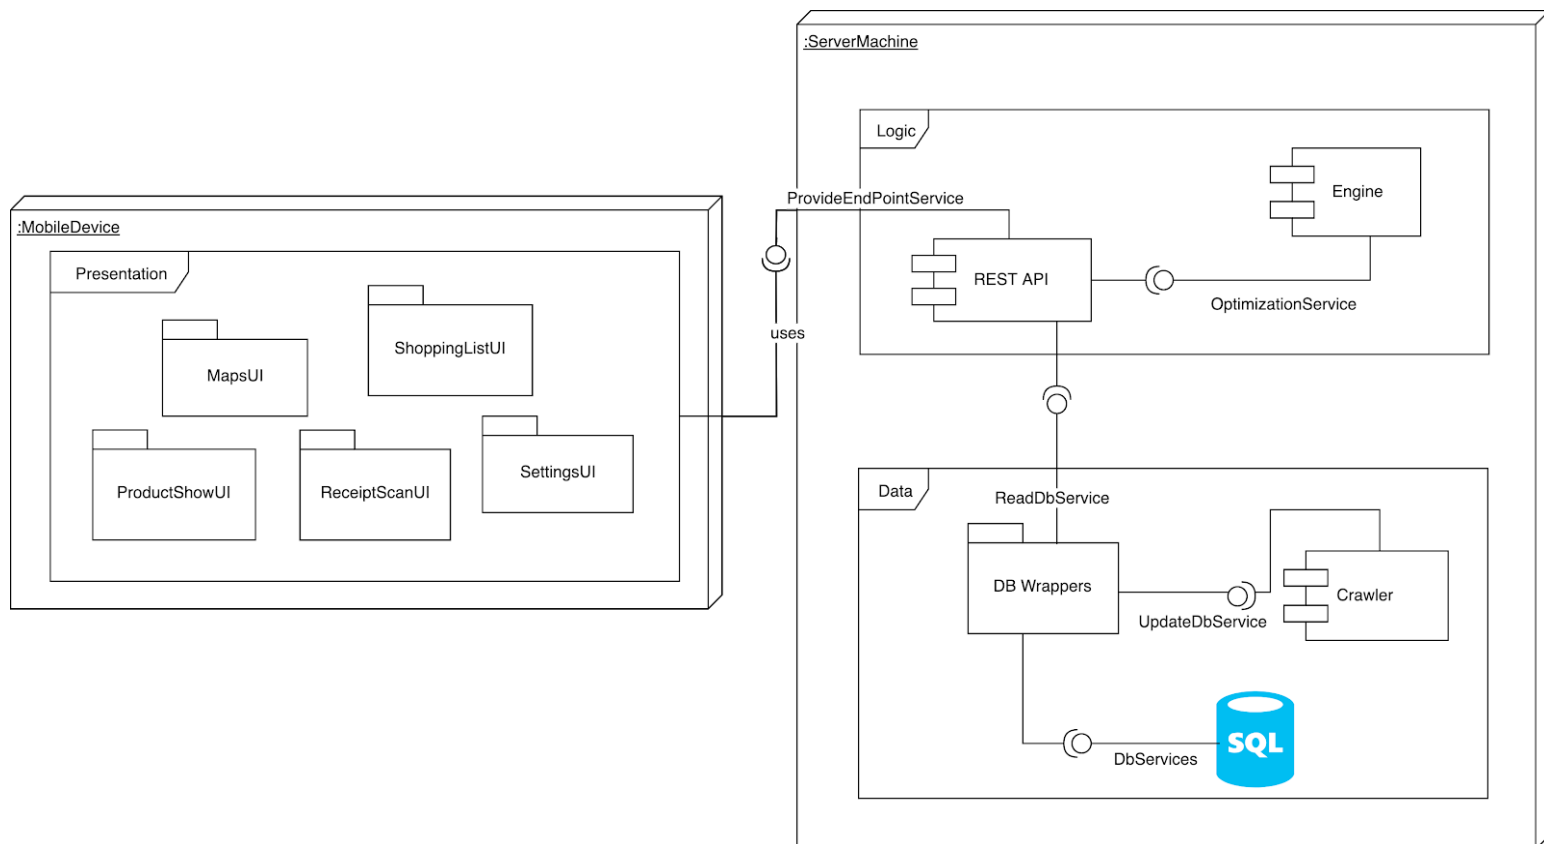 :ServerMachine
Logic
Engine
ProvideEndPointService
:MobileDevice
Presentation
REST API
OptimizationService
uses
ShoppingListUI
MapsUI
SettingsUI
ProductShowUI
ReceiptScanUI
Data
ReadDbService
DB Wrappers
Crawler
UpdateDbService
SQL
DbServices